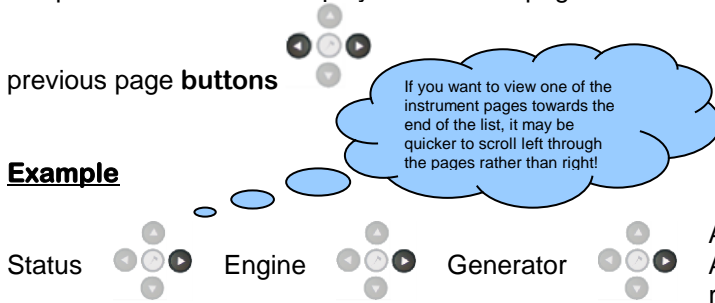 previous page buttons
If you want to view one of the
instrument pages towards the
end of the list, it may be
quicker to scroll left through
the pages rather than right!
Example
Status Engine Generator